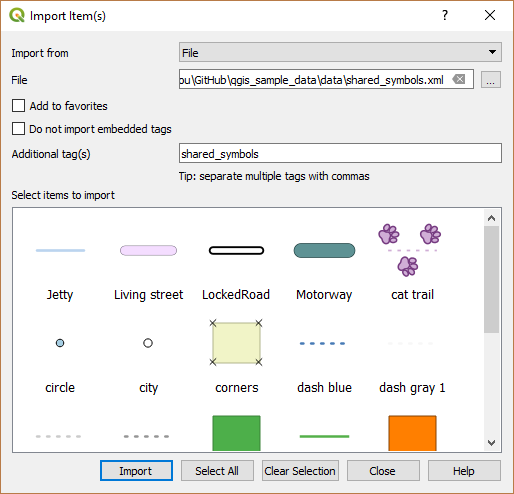 Import Item(s)
Import from
File
File
ou\GitHub\qgis_sample_data\data\shared_symbols.xml
...
Add to favorites
Do not import embedded tags
Additional tag(s)
shared_symbols
Tip: separate multiple tags with commas
Select items to import
Jetty
Living street
LockedRoad
Motorway
cat trail
circle
city
corners
dash blue
dash gray 1
Import
Select All
Clear Selection
Close
Help